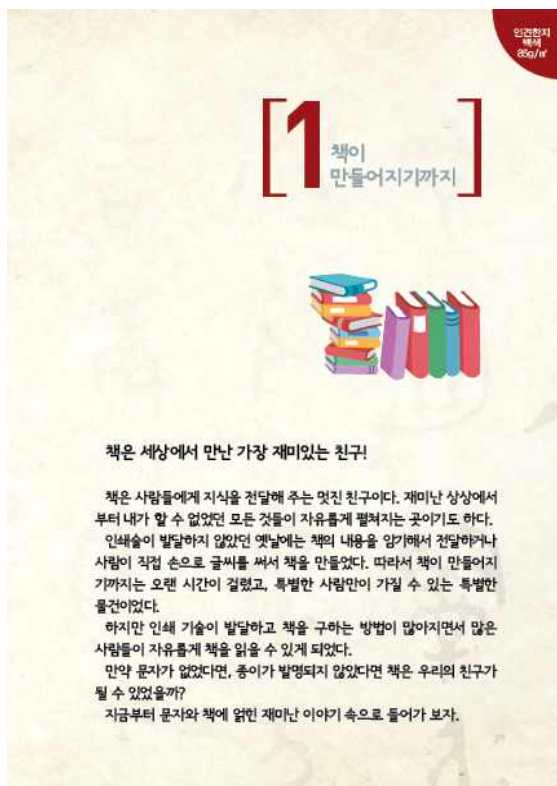 인견한지
백색
85g/㎡
[1
책이
만들어지기까지]
책은 세상에서 만난 가장 재미있는 친구!
책은 사람들에게 지식을 전달해 주는 멋진 친구이다. 재미난 상상에서
부터 내가 할 수 없었던 모든 것들이 자유롭게 펼쳐지는 곳이기도 하다.
인쇄술이 발달하지 않았던 옛날에는 책의 내용을 암기해서 전달하거나
사람이 직접 손으로 글씨를 써서 책을 만들었다. 따라서 책이 만들어지
기까지는 오랜 시간이 걸렸고, 특별한 사람만이 가질 수 있는 특별한
물건이었다.
하지만 인쇄 기술이 발달하고 책을 구하는 방법이 많아지면서 많은
사람들이 자유롭게 책을 읽을 수 있게 되었다.
만약 문자가 없었다면, 종이가 발명되지 않았다면 책은 우리의 친구가
될 수 있었을까?
지금부터 문자와 책에 얽힌 재미난 이야기 속으로 들어가 보자.